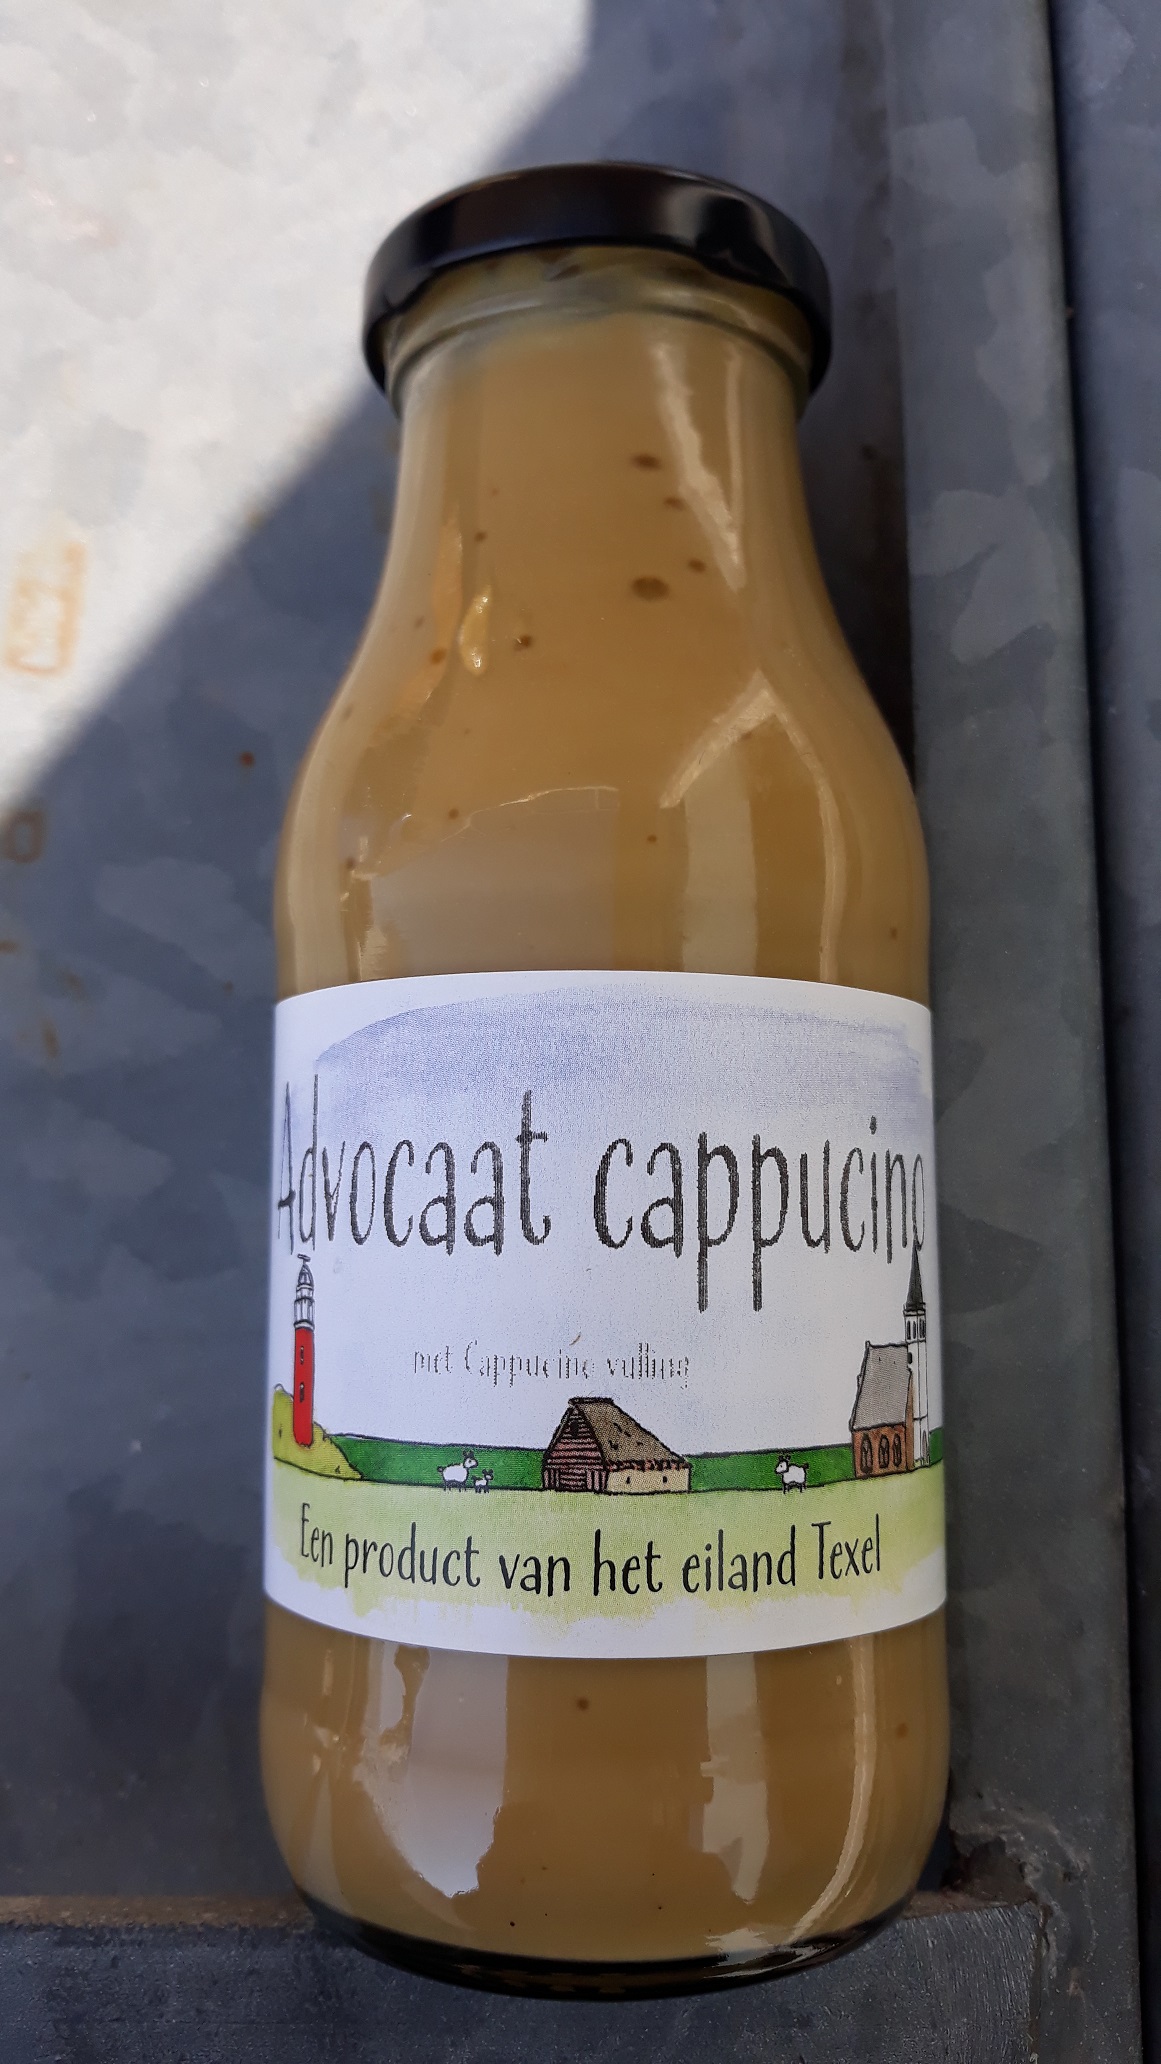 Advocaat cappucino
met Cappucino vulling
Een product van het eiland Texel